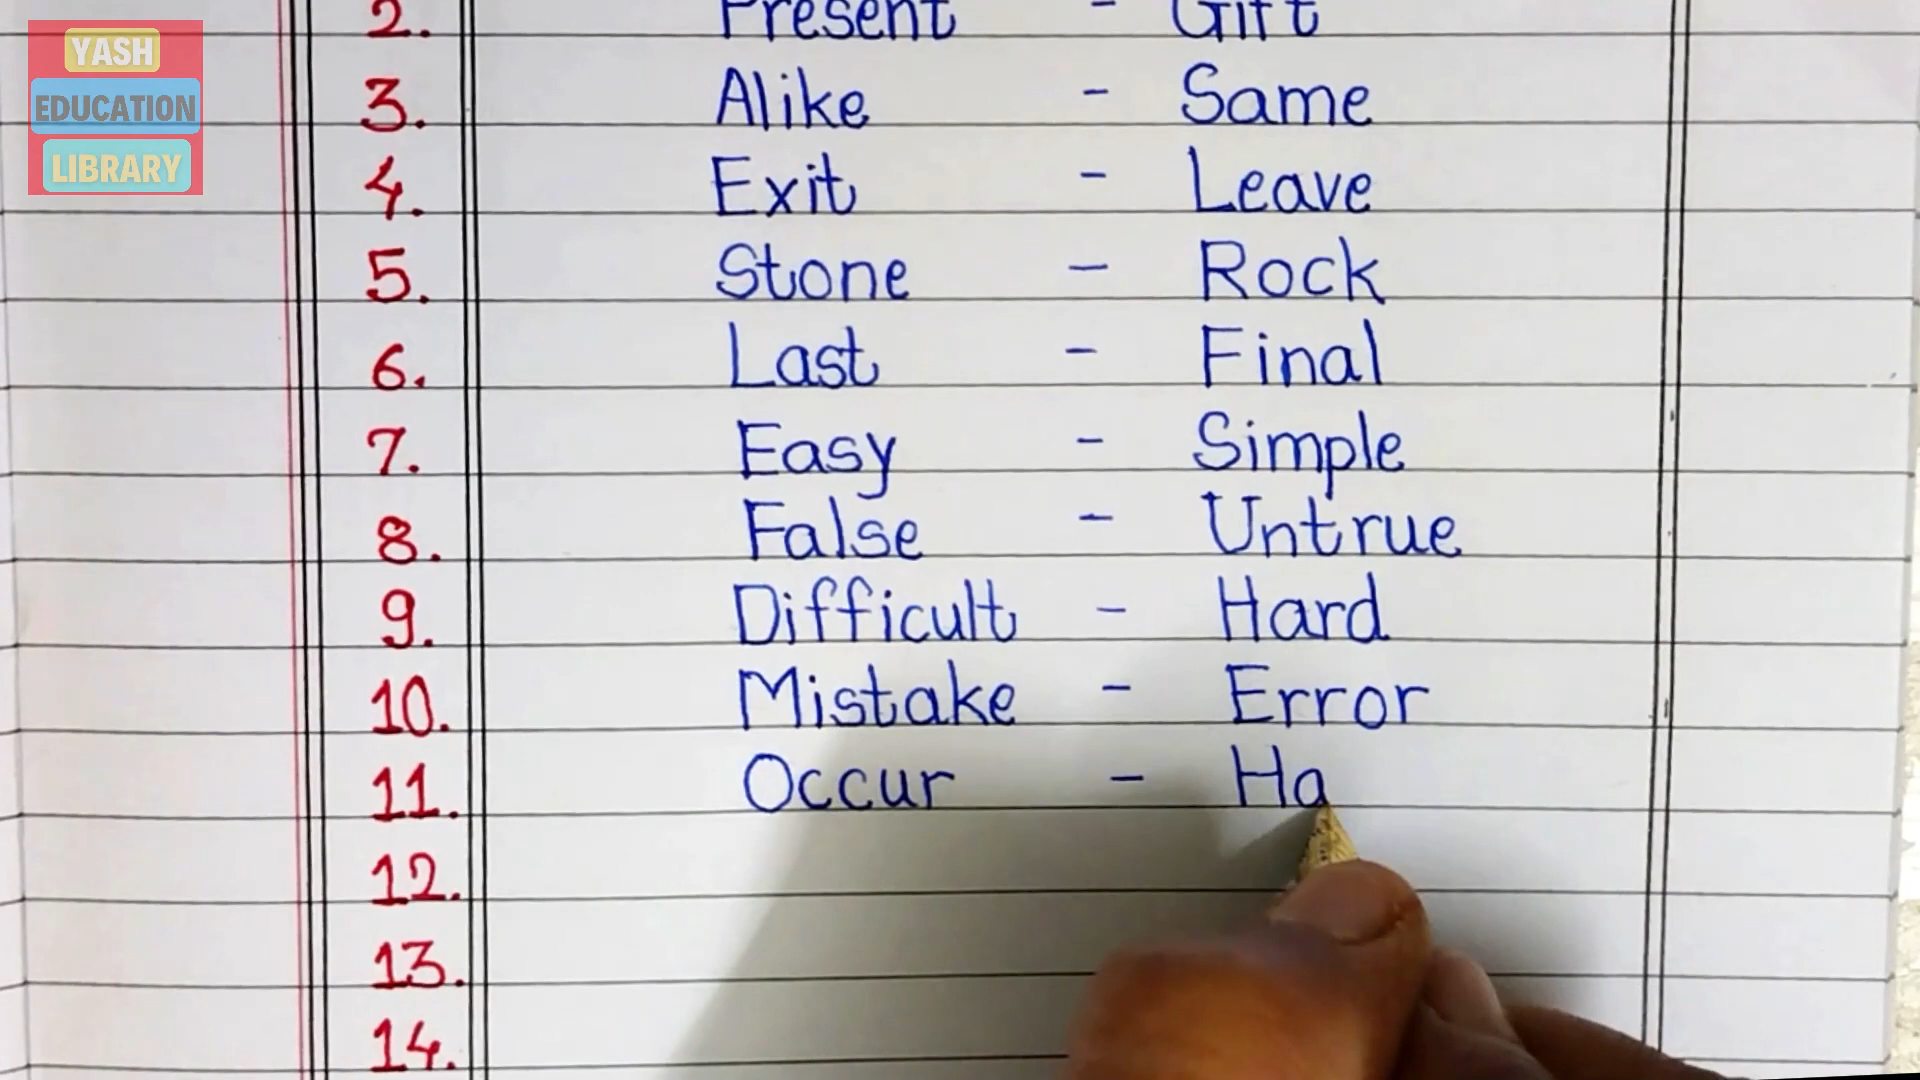 YASH
EDUCATION
LIBRARY
2. Present - Gift
3. Alike - Same
4. Exit - Leave
5. Stone - Rock
6. Last - Final
7. Easy - Simple
8. False - Untrue
9. Difficult - Hard
10. Mistake - Error
11. Occur - Ha
12.
13.
14.